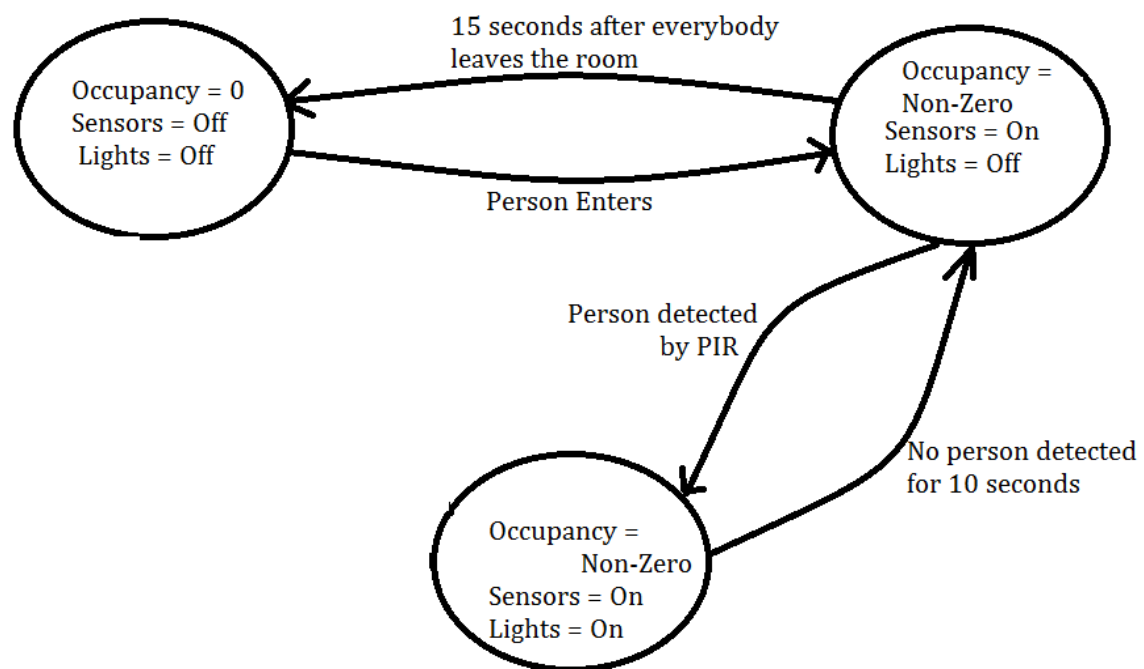 15 seconds after everybody
leaves the room
Occupancy = 0
Sensors = Off
Lights = Off
Occupancy =
Non-Zero
Sensors = On
Lights = Off
Person Enters
Person detected
by PIR
No person detected
for 10 seconds
Occupancy =
Non-Zero
Sensors = On
Lights = On